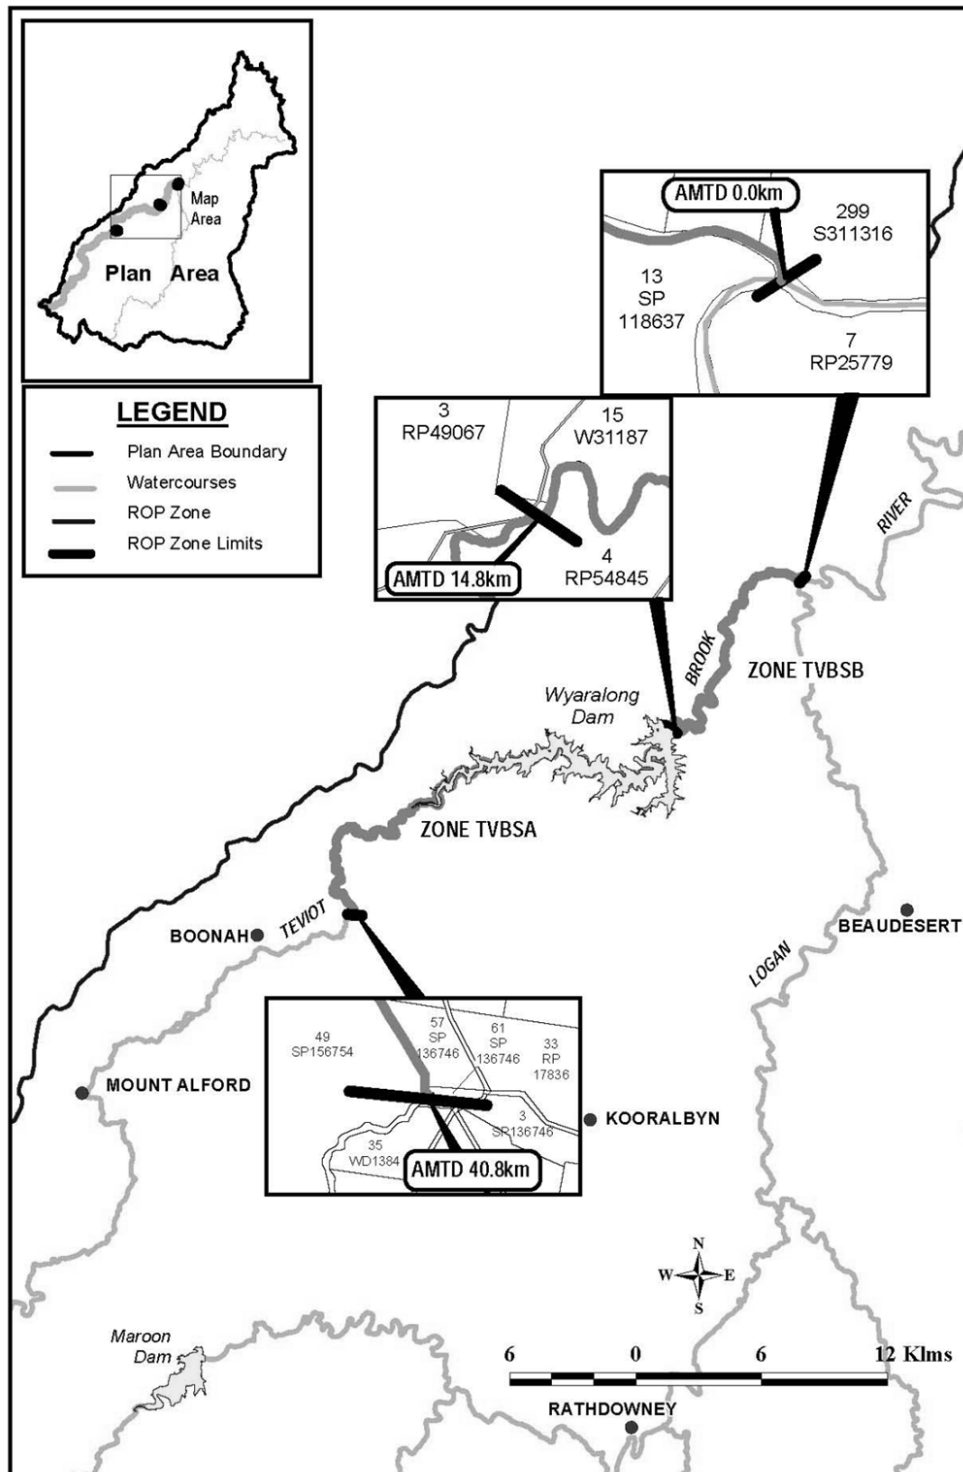 Map
Area
Plan Area
LEGEND
Plan Area Boundary
Watercourses
ROP Zone
ROP Zone Limits
AMTD 0.0km
299
S311316
13
SP
118637
7
RP25779
3
RP49067
15
W31187
4
RP54845
AMTD 14.8km
RIVER
BROOK
ZONE TVBSB
Wyaralong
Dam
ZONE TVBSA
TEVIOT
BOONAH
BEAUDESERT
LOGAN
49
SP156754
57
SP
136746
61
SP
136746
33
RP
17836
3
SP136746
35
WD1384
AMTD 40.8km
MOUNT ALFORD
KOORALBYN
N
W E
S
Maroon
Dam
6 0 6 12 Klms
RATHDOWNEY